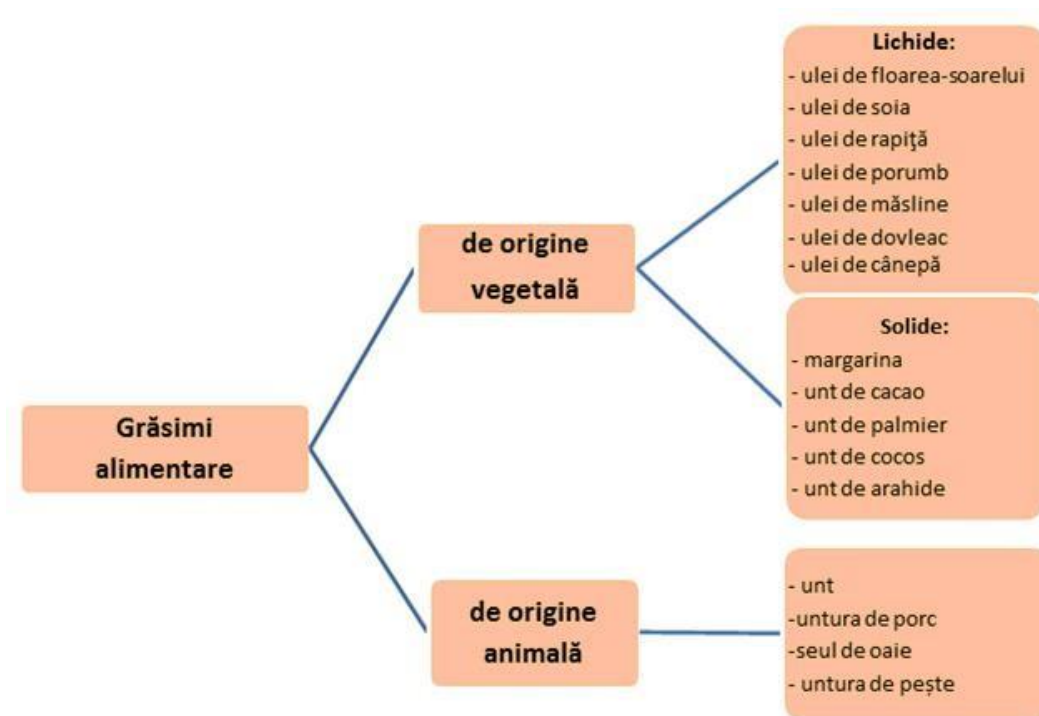 Grăsimi
alimentare
de origine
vegetală
Lichide:
- ulei de floarea-soarelui
- ulei de soia
- ulei de rapiţă
- ulei de porumb
- ulei de măsline
- ulei de dovleac
- ulei de cânepă
Solide:
- margarina
- unt de cacao
- unt de palmier
- unt de cocos
- unt de arahide
de origine
animală
- unt
-untura de porc
-seul de oaie
- untura de pește